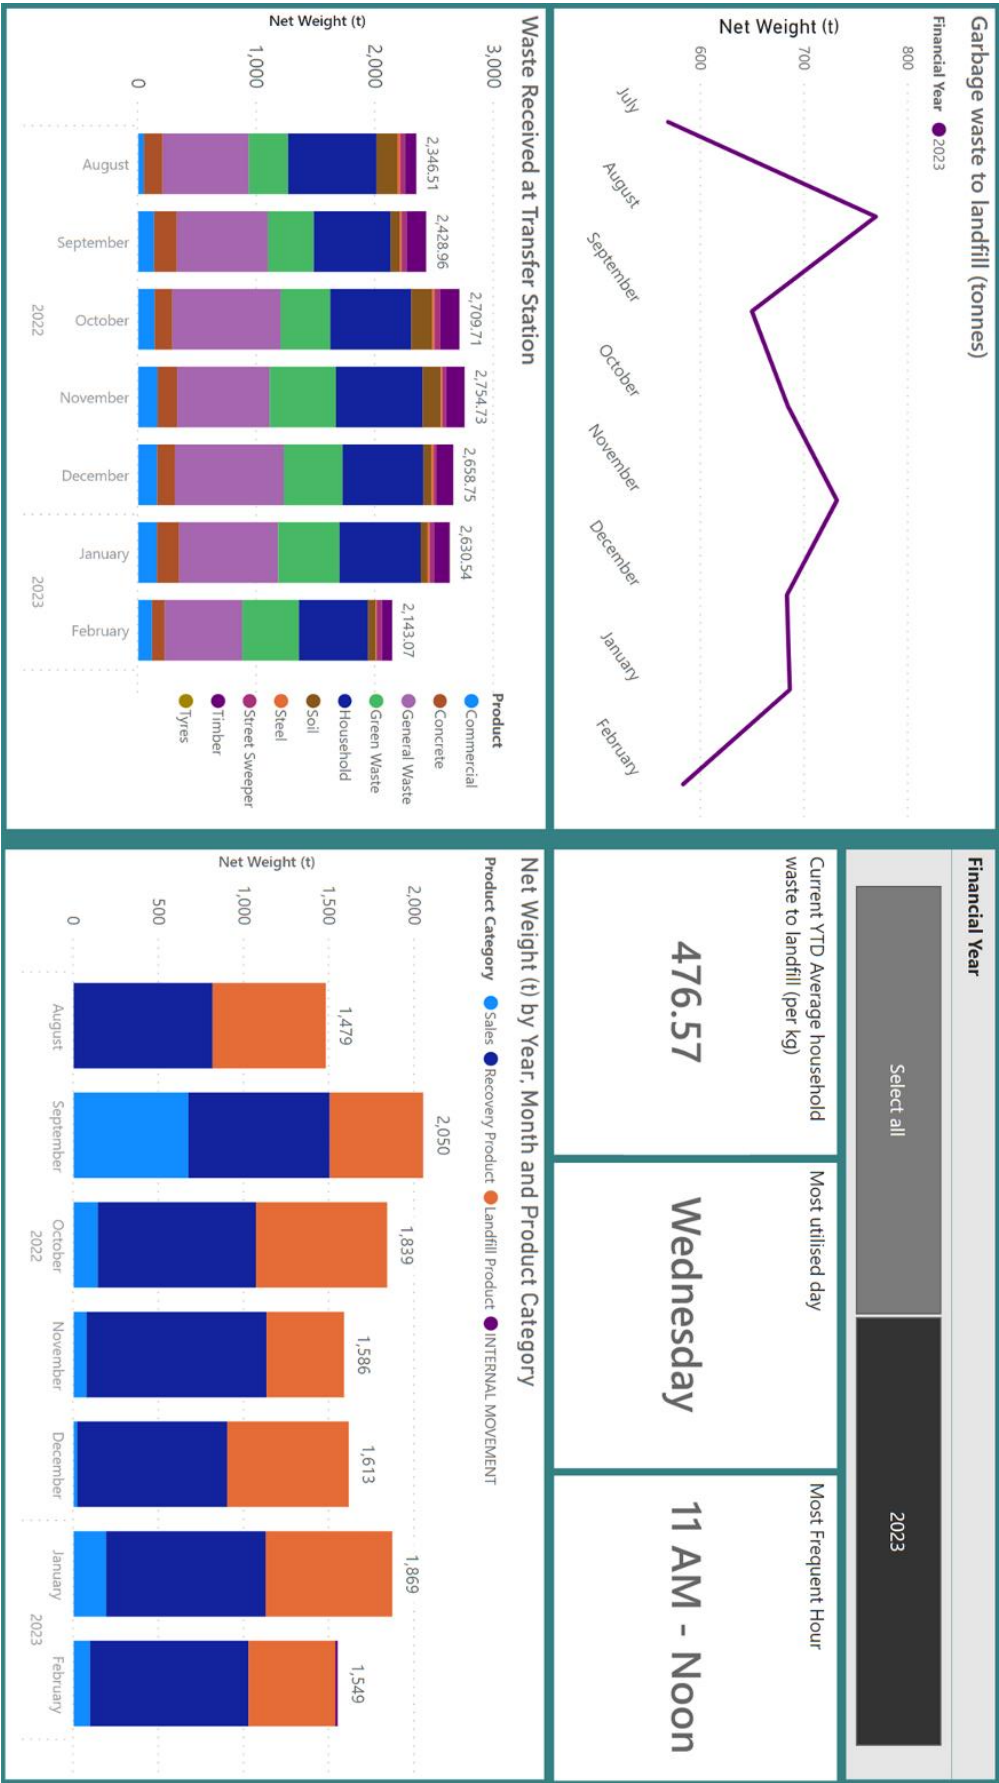 Garbage waste to landfill (tonnes)
Financial Year 2023
Net Weight (t)
800
700
600
July
August
September
October
November
December
January
February
Financial Year
Select all
2023
Current YTD Average household
waste to landfill (per kg)
476.57
Most utilised day
Wednesday
Most Frequent Hour
11 AM - Noon
Waste Received at Transfer Station
Net Weight (t)
3,000
2,000
1,000
0
2,346.51
2,428.96
2,709.71
2,754.73
2,658.75
2,630.54
2,143.07
August
September
October
November
December
January
February
2022
2023
Product
Commercial
Concrete
General Waste
Green Waste
Household
Soil
Steel
Street Sweeper
Timber
Tyres
Net Weight (t) by Year, Month and Product Category
Product Category Sales Recovery Product Landfill Product INTERNAL MOVEMENT
Net Weight (t)
2,000
1,500
1,000
500
0
1,479
2,050
1,839
1,586
1,613
1,869
1,549
August
September
October
November
December
January
February
2022
2023